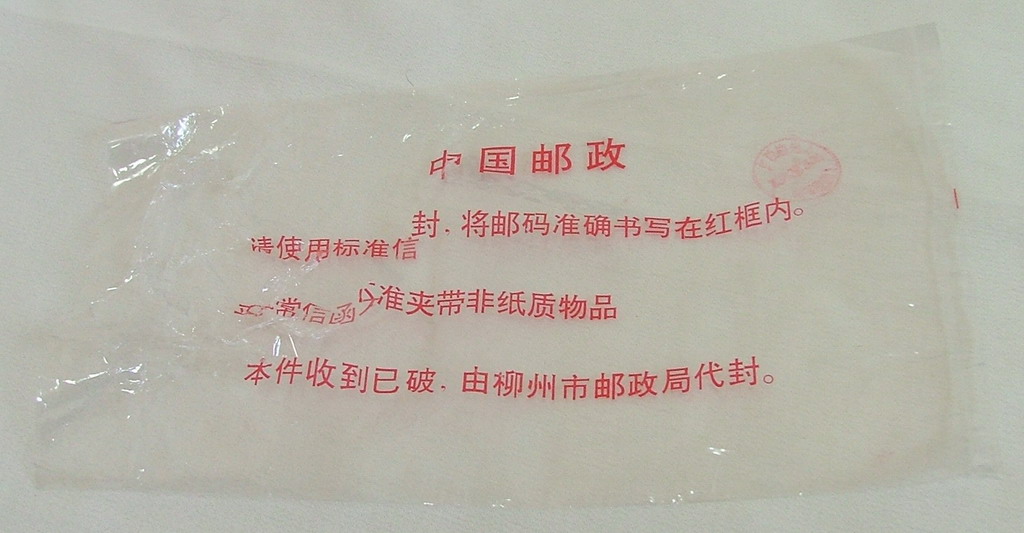 中国邮政
请使用标准信封,将邮码准确书写在红框内。
平常信函不准夹带非纸质物品
本件收到已破,由柳州市邮政局代封。